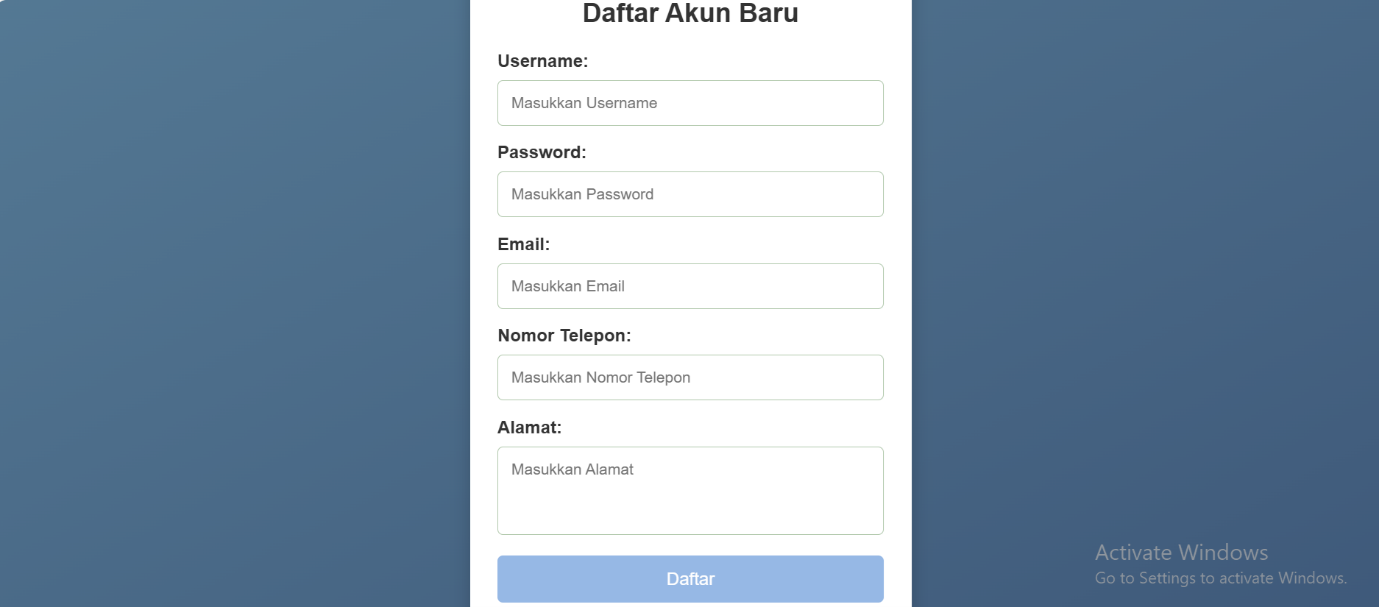 Daftar Akun Baru
Username:
Masukkan Username
Password:
Masukkan Password
Email:
Masukkan Email
Nomor Telepon:
Masukkan Nomor Telepon
Alamat:
Masukkan Alamat
Daftar
Activate Windows
Go to Settings to activate Windows.